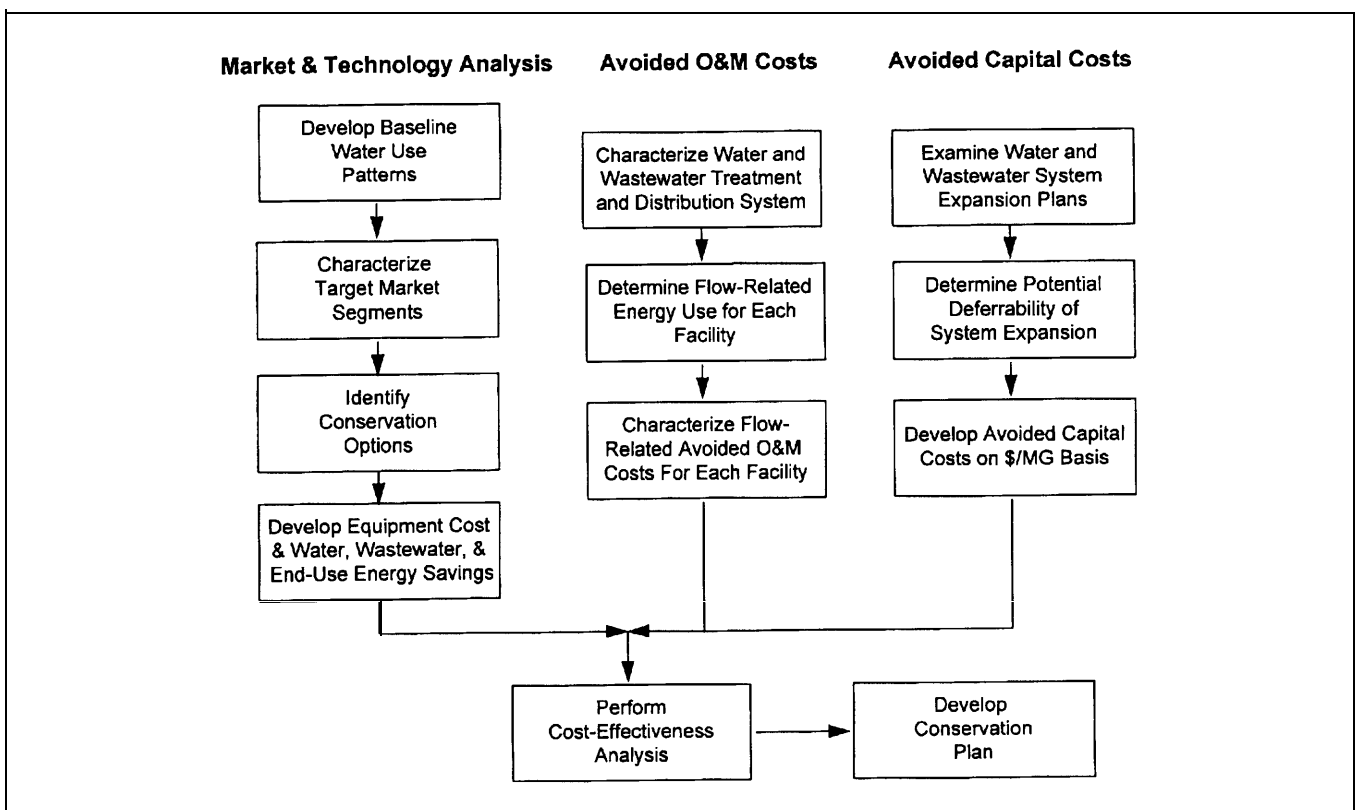 Market & Technology Analysis
Avoided O&M Costs
Avoided Capital Costs
Develop Baseline
Water Use
Patterns
Characterize
Target Market
Segments
Identify
Conservation
Options
Develop Equipment Cost
& Water, Wastewater, &
End-Use Energy Savings
Characterize Water and
Wastewater Treatment
and Distribution System
Determine Flow-Related
Energy Use for Each
Facility
Characterize Flow-
Related Avoided O&M
Costs For Each Facility
Examine Water and
Wastewater System
Expansion Plans
Determine Potential
Deferrability of
System Expansion
Develop Avoided Capital
Costs on $/MG Basis
Perform
Cost-Effectiveness
Analysis
Develop
Conservation
Plan